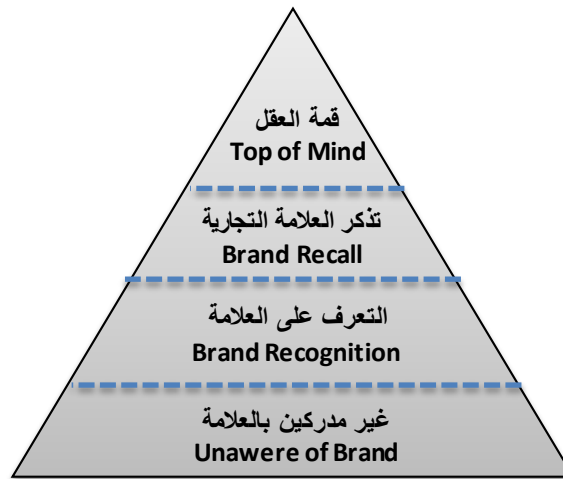 قمة العقل
Top of Mind
تذكر العلامة التجارية
Brand Recall
التعرف على العلامة
Brand Recognition
غير مدركين بالعلامة
Unawere of Brand